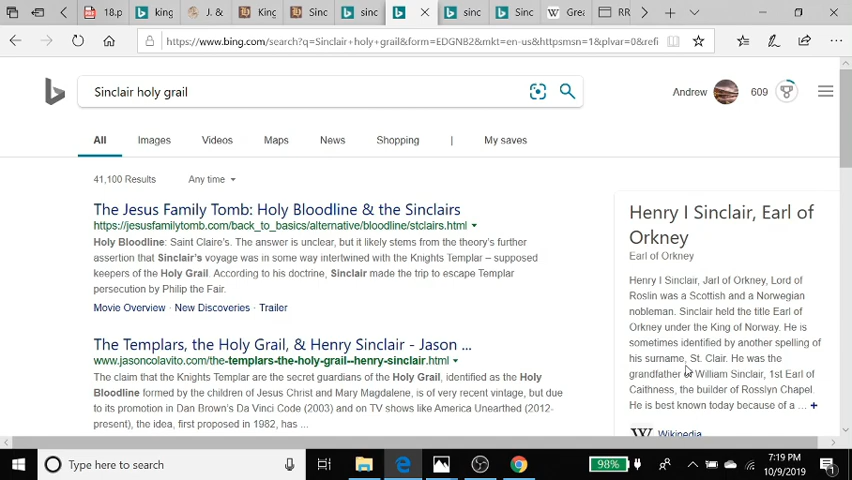 18.p
king
J. &
King
Sinc
sinc
sinc
Sinc
Grea
RR
https://www.bing.com/search?q=Sinclair+holy+grail&form=EDGNB2&mkt=en-us&httpsmsn=1&plvar=0&refi
Sinclair holy grail
Andrew
609
All
Images
Videos
Maps
News
Shopping
|
My saves
41,100 Results
Any time
The Jesus Family Tomb: Holy Bloodline & the Sinclairs
https://jesusfamilytomb.com/back_to_basics/alternative/bloodline/stclairs.html
Holy Bloodline: Saint Claire's. The answer is unclear, but it likely stems from the theory's further
assertion that Sinclair's voyage was in some way intertwined with the Knights Templar – supposed
keepers of the Holy Grail. According to his doctrine, Sinclair made the trip to escape Templar
persecution by Philip the Fair.
Movie Overview · New Discoveries · Trailer
The Templars, the Holy Grail, & Henry Sinclair - Jason ...
www.jasoncolavito.com/the-templars-the-holy-grail--henry-sinclair.html
The claim that the Knights Templar are the secret guardians of the Holy Grail, identified as the Holy
Bloodline formed by the children of Jesus Christ and Mary Magdalene, is of very recent vintage, but due
to its promotion in Dan Brown's Da Vinci Code (2003) and on TV shows like America Unearthed (2012-
present), the idea, first proposed in 1982, has ...
Henry I Sinclair, Earl of
Orkney
Earl of Orkney
Henry I Sinclair, Jarl of Orkney, Lord of
Roslin was a Scottish and a Norwegian
nobleman. Sinclair held the title Earl of
Orkney under the King of Norway. He is
sometimes identified by another spelling of
his surname, St. Clair. He was the
grandfather of William Sinclair, 1st Earl of
Caithness, the builder of Rosslyn Chapel.
He is best known today because of a ... +
W Wikipedia
Type here to search
98%
7:19 PM
10/9/2019
1